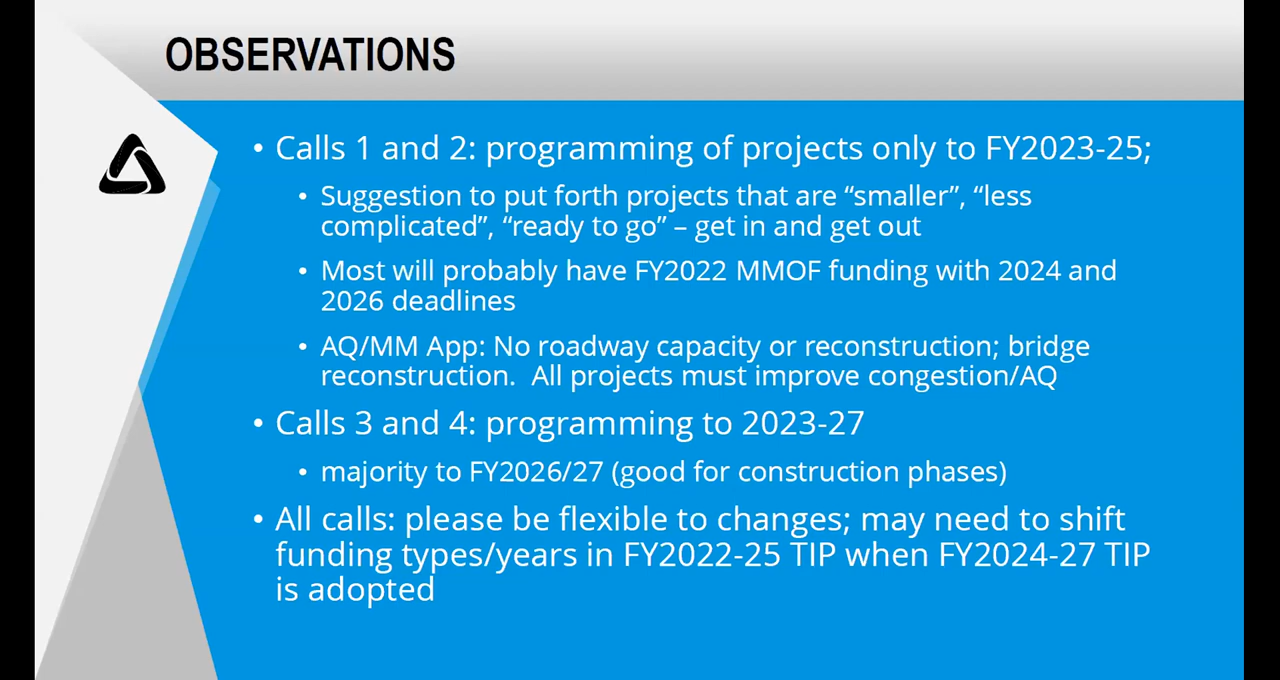 OBSERVATIONS
• Calls 1 and 2: programming of projects only to FY2023-25;
• Suggestion to put forth projects that are “smaller”, “less
complicated”, “ready to go” – get in and get out
• Most will probably have FY2022 MMOF funding with 2024 and
2026 deadlines
• AQ/MM App: No roadway capacity or reconstruction; bridge
reconstruction.  All projects must improve congestion/AQ
• Calls 3 and 4: programming to 2023-27
• majority to FY2026/27 (good for construction phases)
• All calls: please be flexible to changes; may need to shift
funding types/years in FY2022-25 TIP when FY2024-27 TIP
is adopted